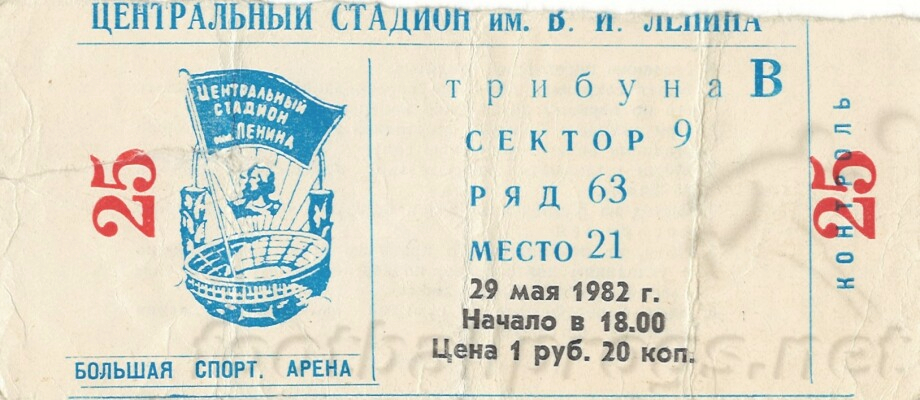 ЦЕНТРАЛЬНЫЙ СТАДИОН им. В. И. ЛЕНИНА
ЦЕНТРАЛЬНЫЙ
СТАДИОН
ЛЕНИНА
25
БОЛЬШАЯ СПОРТ. АРЕНА
трибуна В
СЕКТОР 9
РЯД 63
МЕСТО 21
29 мая 1982 г.
Начало в 18.00
Цена 1 руб. 20 коп.
25
КОНТРОЛЬ